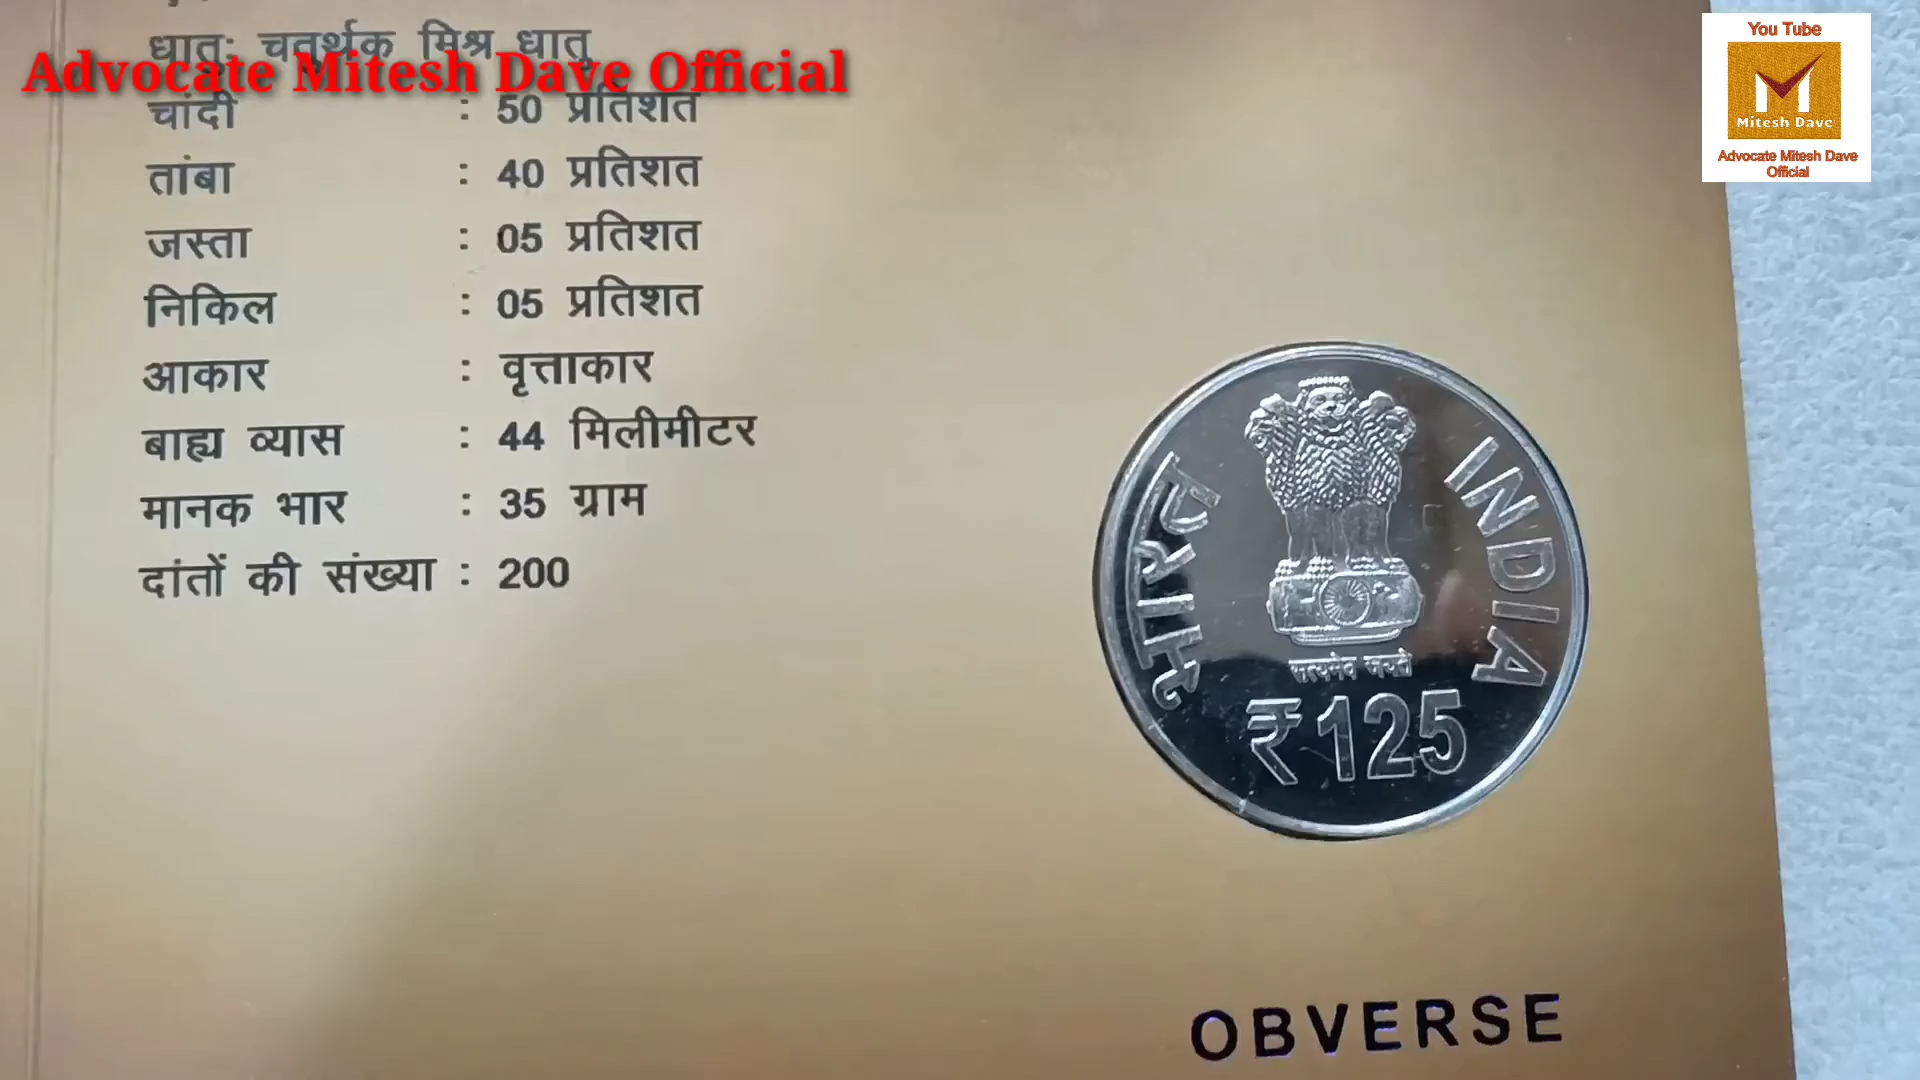 धातु: चतुर्थक मिश्र धातु
Advocate Mitesh Dave Official
चांदी : 50 प्रतिशत
तांबा : 40 प्रतिशत
जस्ता : 05 प्रतिशत
निकिल : 05 प्रतिशत
आकार : वृत्ताकार
बाह्य व्यास : 44 मिलीमीटर
मानक भार : 35 ग्राम
दांतों की संख्या : 200
You Tube
M
Mitesh Dave
Advocate Mitesh Dave
Official
भारत
INDIA
सत्यमेव जयते
₹125
OBVERSE